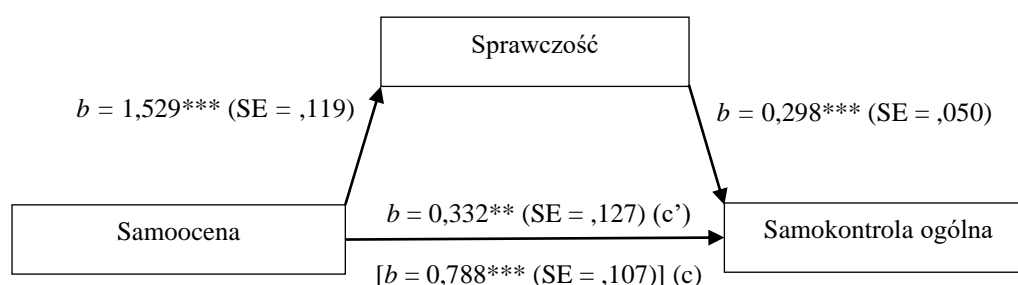 Sprawczość
b = 1,529*** (SE = ,119)
b = 0,298*** (SE = ,050)
Samoocena
b = 0,332** (SE = ,127) (c’)
Samokontrola ogólna
[b = 0,788*** (SE = ,107)] (c)